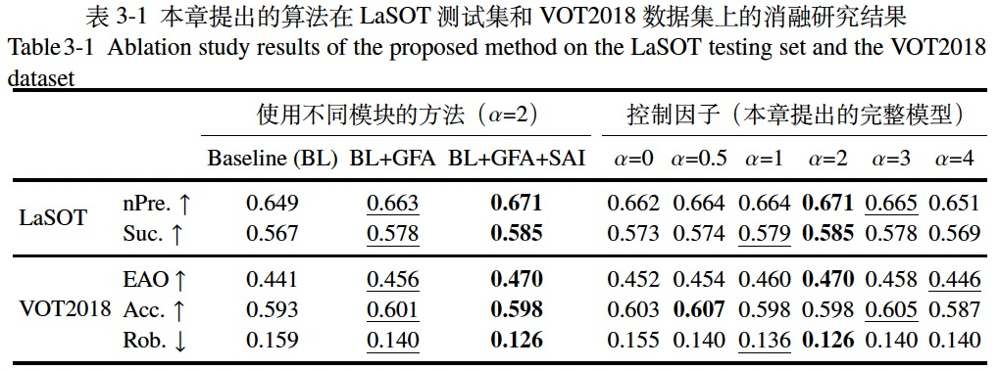 表 3-1 本章提出的算法在 LaSOT 测试集和 VOT2018 数据集上的消融研究结果
Table 3-1 Ablation study results of the proposed method on the LaSOT testing set and the VOT2018
dataset
使用不同模块的方法（α=2） 控制因子（本章提出的完整模型）
Baseline (BL) BL+GFA BL+GFA+SAI α=0 α=0.5 α=1 α=2 α=3 α=4
LaSOT nPre. ↑ 0.649 0.663 0.671 0.662 0.664 0.664 0.671 0.665 0.651
Suc. ↑ 0.567 0.578 0.585 0.573 0.574 0.579 0.585 0.578 0.569
EAO ↑ 0.441 0.456 0.470 0.452 0.454 0.460 0.470 0.458 0.446
VOT2018 Acc. ↑ 0.593 0.601 0.598 0.603 0.607 0.598 0.598 0.605 0.587
Rob. ↓ 0.159 0.140 0.126 0.155 0.140 0.136 0.126 0.140 0.140